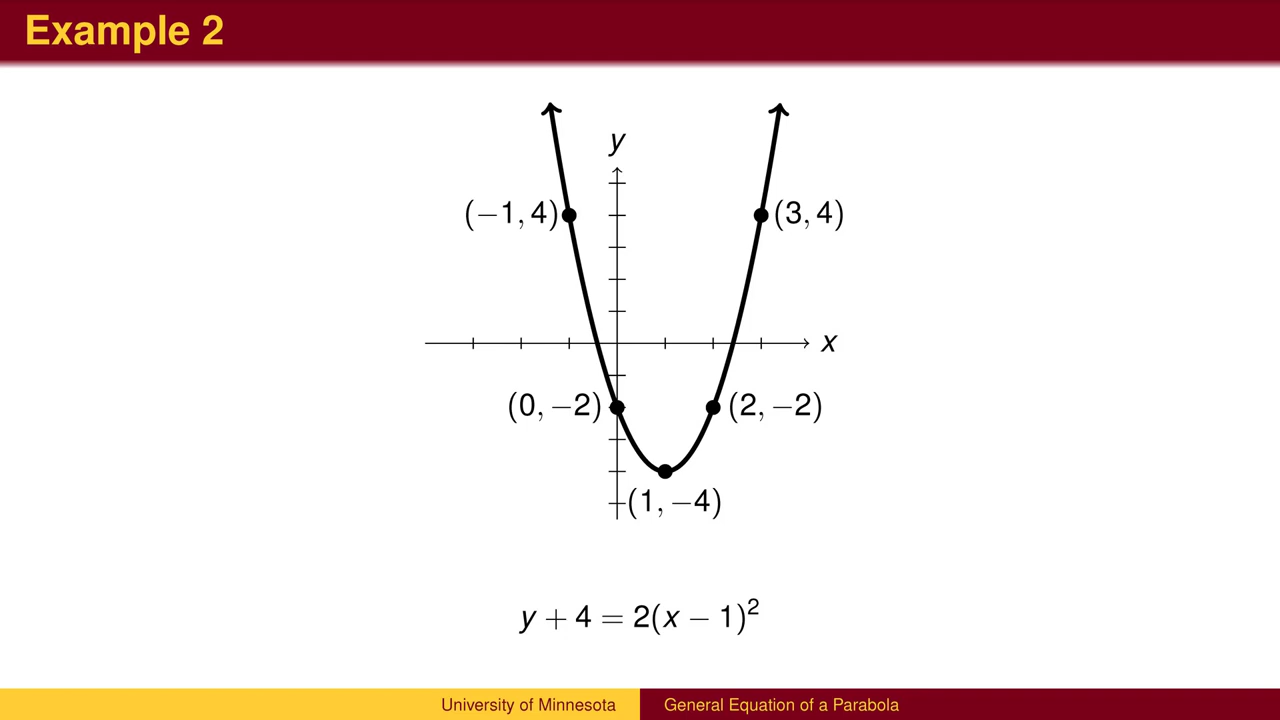 Example 2
y
(−1, 4)
(3, 4)
x
(0, −2)
(2, −2)
(1, −4)
y + 4 = 2(x − 1)²
University of Minnesota
General Equation of a Parabola